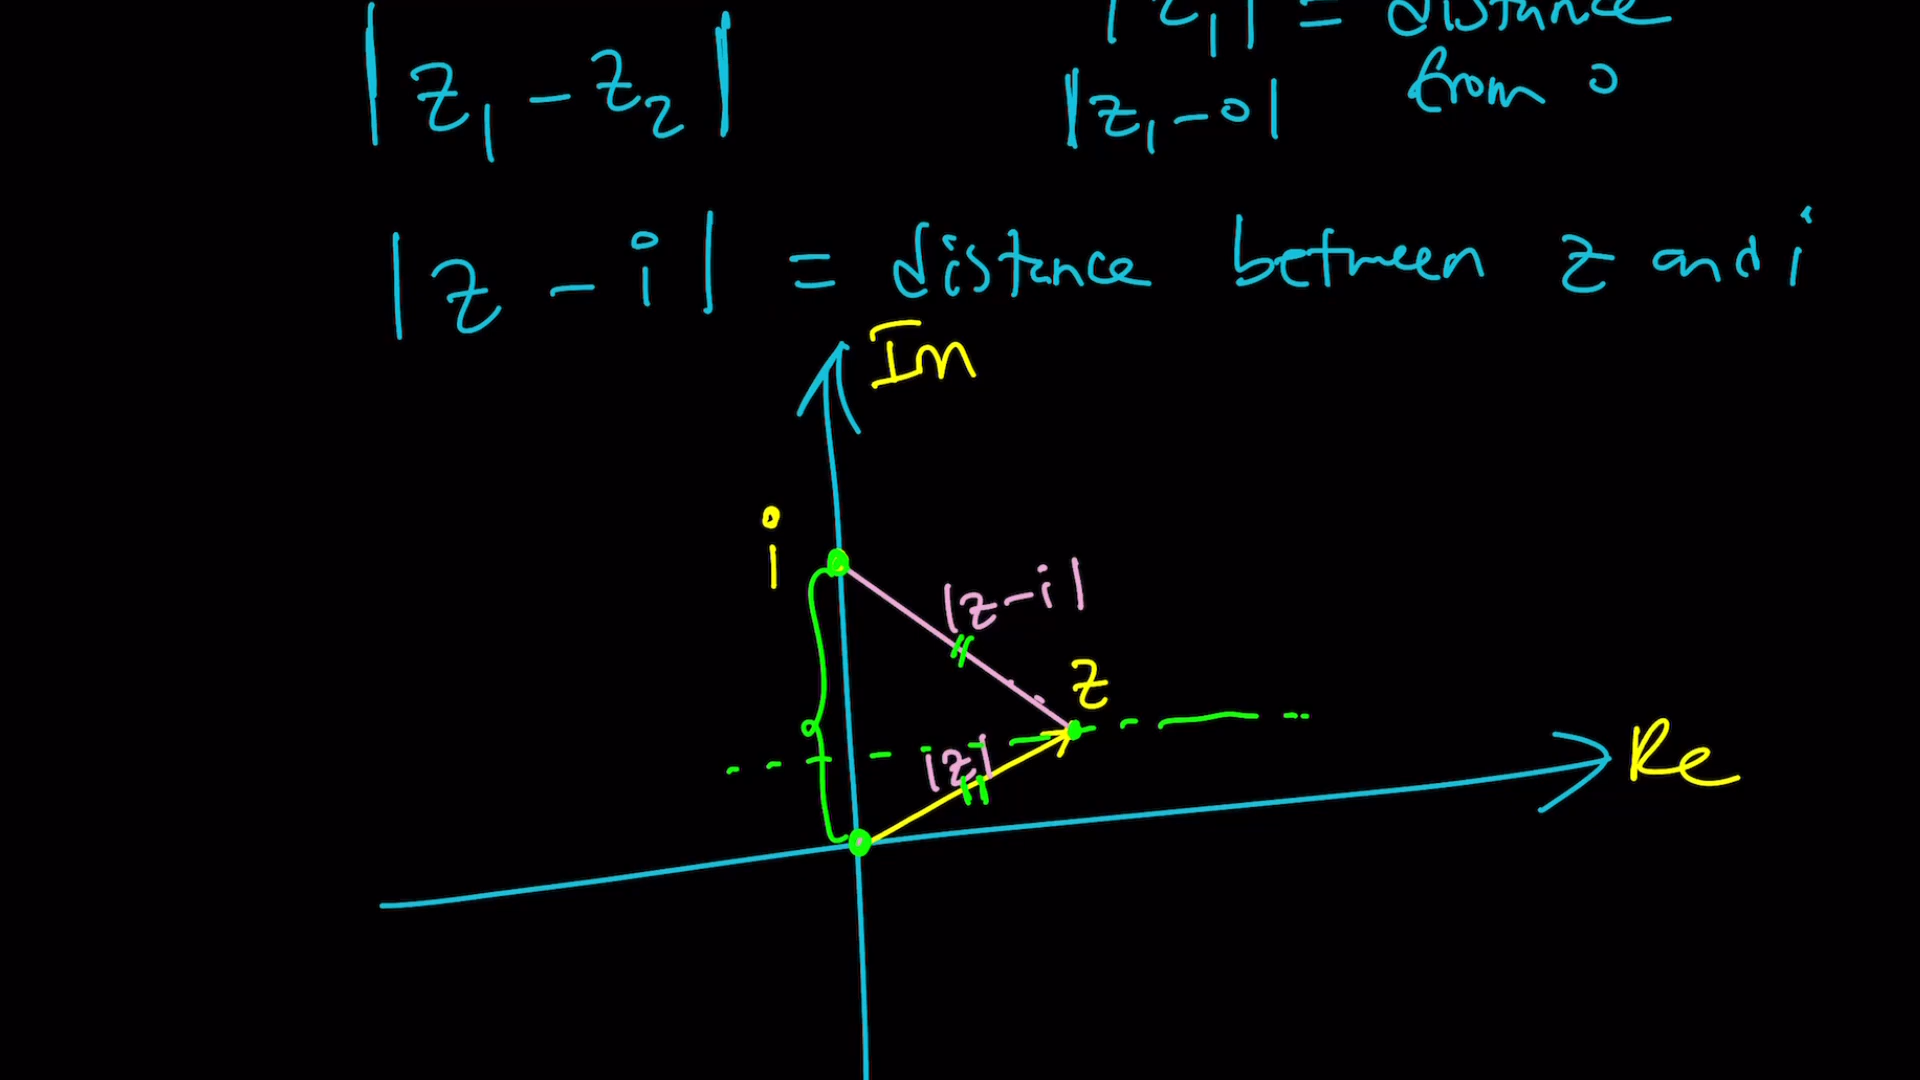 |z₁ - z₂|
|z₁| = distance
from 0
|z₁ - 0|
|z - i| = distance between z and i
Im
i
|z - i|
z
|z|
Re